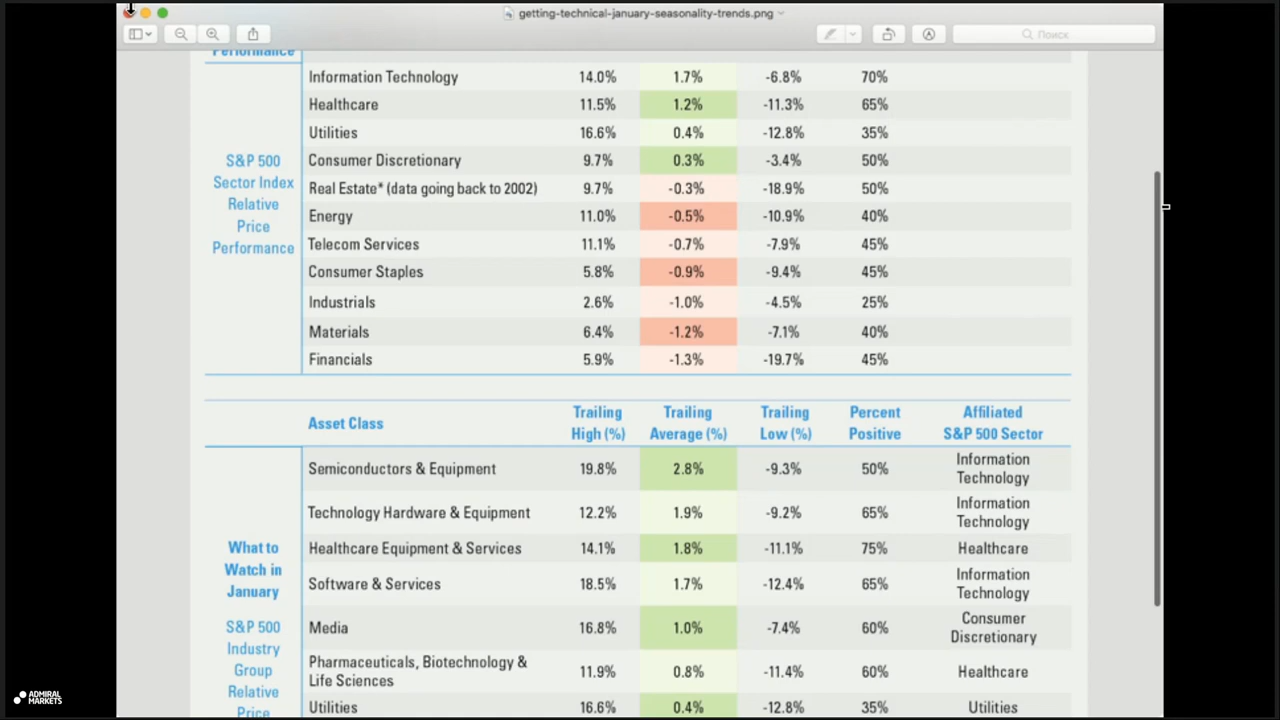 getting-technical-january-seasonality-trends.png
Поиск
Performance
Information Technology 14.0% 1.7% -6.8% 70%
Healthcare 11.5% 1.2% -11.3% 65%
Utilities 16.6% 0.4% -12.8% 35%
Consumer Discretionary 9.7% 0.3% -3.4% 50%
Real Estate* (data going back to 2002) 9.7% -0.3% -18.9% 50%
Energy 11.0% -0.5% -10.9% 40%
Telecom Services 11.1% -0.7% -7.9% 45%
Consumer Staples 5.8% -0.9% -9.4% 45%
Industrials 2.6% -1.0% -4.5% 25%
Materials 6.4% -1.2% -7.1% 40%
Financials 5.9% -1.3% -19.7% 45%
S&P 500
Sector Index
Relative
Price
Performance
Asset Class
Trailing
High (%)
Trailing
Average (%)
Trailing
Low (%)
Percent
Positive
Affiliated
S&P 500 Sector
Semiconductors & Equipment 19.8% 2.8% -9.3% 50%
Information
Technology
Technology Hardware & Equipment 12.2% 1.9% -9.2% 65%
Information
Technology
Healthcare Equipment & Services 14.1% 1.8% -11.1% 75% Healthcare
Software & Services 18.5% 1.7% -12.4% 65%
Information
Technology
Media 16.8% 1.0% -7.4% 60%
Consumer
Discretionary
Pharmaceuticals, Biotechnology &
Life Sciences
11.9% 0.8% -11.4% 60% Healthcare
Utilities 16.6% 0.4% -12.8% 35% Utilities
What to
Watch in
January
S&P 500
Industry
Group
Relative
Price
ADMIRAL
MARKETS